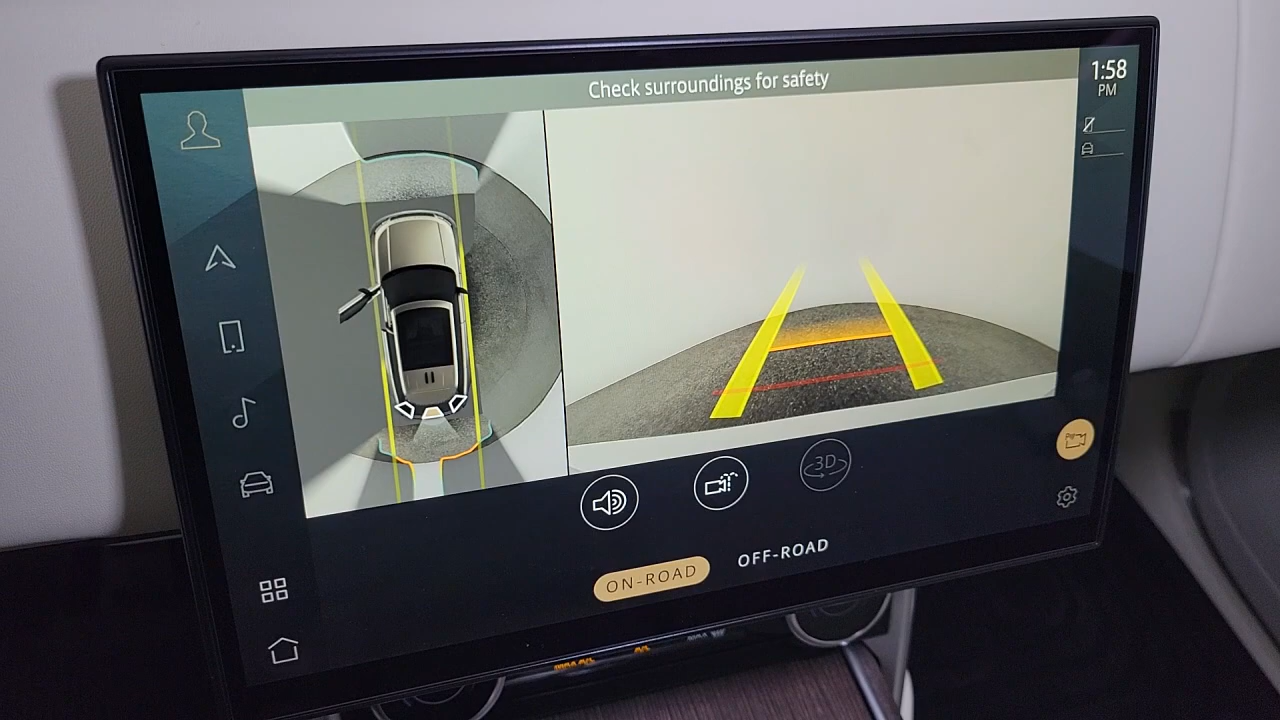 Check surroundings for safety
1:58
PM
3D
ON-ROAD
OFF-ROAD